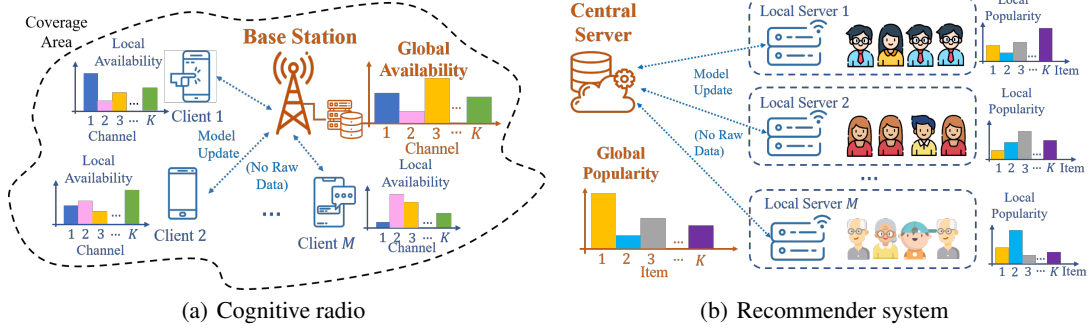 Coverage
Area
Local
Availability
1 2 3 ... K
Channel
Client 1
Base Station
Global
Availability
1 2 3 ... K
Channel
Model
Update
(No Raw
Data)
Local
Availability
1 2 3 ... K
Channel
Client 2
...
Client M
Local
Availability
1 2 3 ... K
Channel
(a) Cognitive radio
Central
Server
Model
Update
(No Raw
Data)
Global
Popularity
1 2 3 ... K
Item
Local Server 1
Local
Popularity
1 2 3 ... K Item
Local Server 2
Local
Popularity
1 2 3 ... K Item
...
Local Server M
Local
Popularity
1 2 3 ... K Item
(b) Recommender system